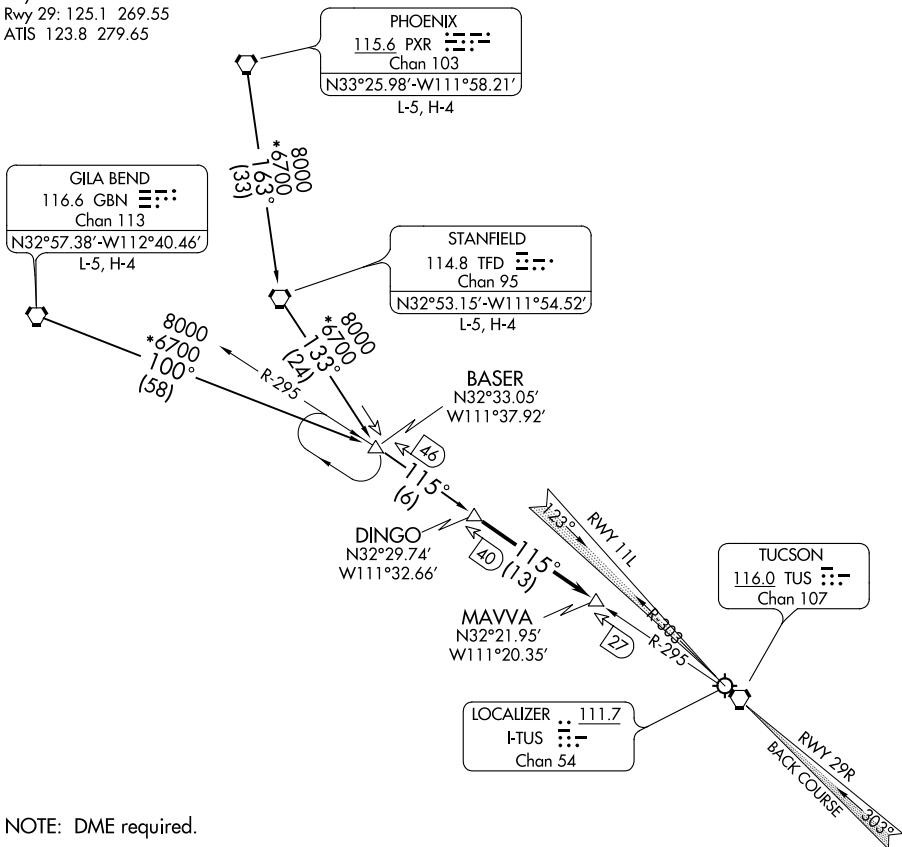 Rwy 29: 125.1 269.55
ATIS 123.8 279.65
PHOENIX
115.6 PXR
Chan 103
N33°25.98'-W111°58.21'
L-5, H-4
8000
*6700
163°
(33)
GILA BEND
116.6 GBN
Chan 113
N32°57.38'-W112°40.46'
L-5, H-4
STANFIELD
114.8 TFD
Chan 95
N32°53.15'-W111°54.52'
L-5, H-4
8000
*6700
100°
(58)
8000
*6700
133°
(24)
R-295
BASER
N32°33.05'
W111°37.92'
46
115°
(6)
DINGO
N32°29.74'
W111°32.66'
40
115°
(13)
123°
RWY 11L
TUCSON
116.0 TUS
Chan 107
MAVVA
N32°21.95'
W111°20.35'
27
R-303
R-295
LOCALIZER 111.7
I-TUS
Chan 54
RWY 29R
BACK COURSE
303°
NOTE: DME required.